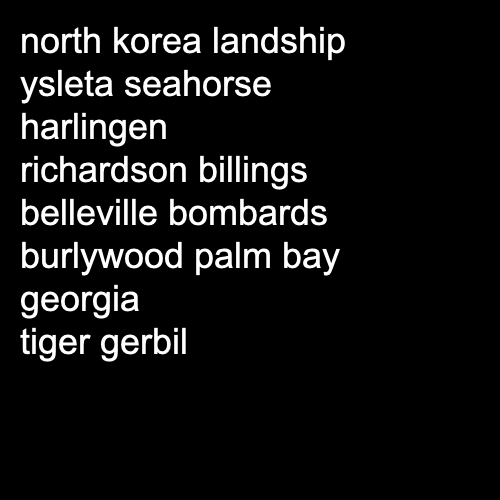 north korea landship
ysleta seahorse
harlingen
richardson billings
belleville bombards
burlywood palm bay
georgia
tiger gerbil